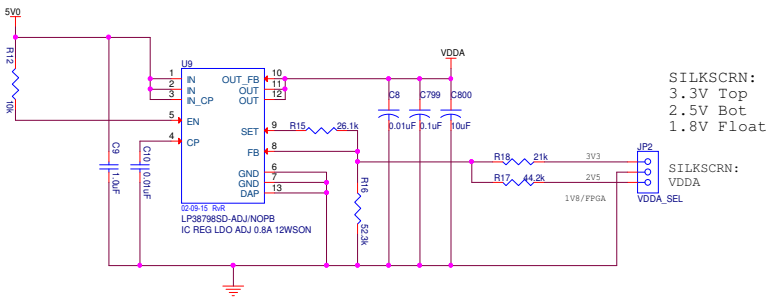 5V0
R12
10k
C9
1.0uF
C10
0.01uF
U9
1 IN OUT_FB 10
2 IN OUT 11
3 IN_CP OUT 12
5 EN
4 CP
SET 9
FB 8
GND 6
GND 7
DAP 13
02-09-15 RvR
LP38798SD-ADJ/NOPB
IC REG LDO ADJ 0.8A 12WSON
R15 26.1k
R16
52.3k
VDDA
C8 C799 C800
0.01uF 0.1uF 10uF
R18 21k 3V3
R17 44.2k 2V5
1V8/FPGA
JP2
VDDA_SEL
SILKSCRN:
3.3V Top
2.5V Bot
1.8V Float
SILKSCRN:
VDDA